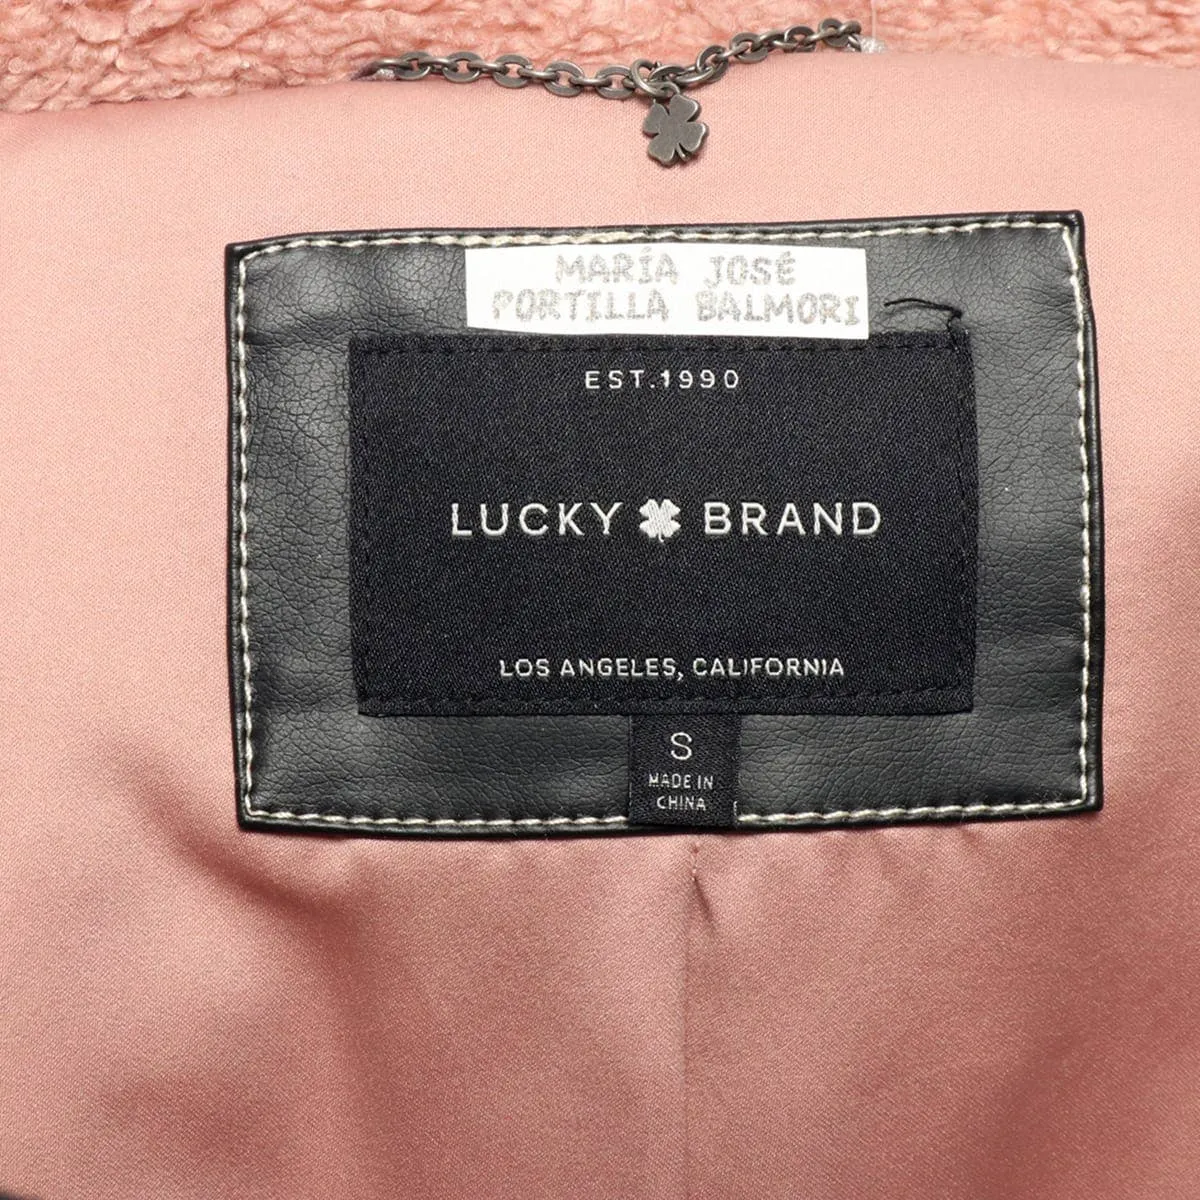 MARÍA JOSÉ
PORTILLA BALMORI
EST.1990
LUCKY BRAND
LOS ANGELES, CALIFORNIA
S
MADE IN
CHINA